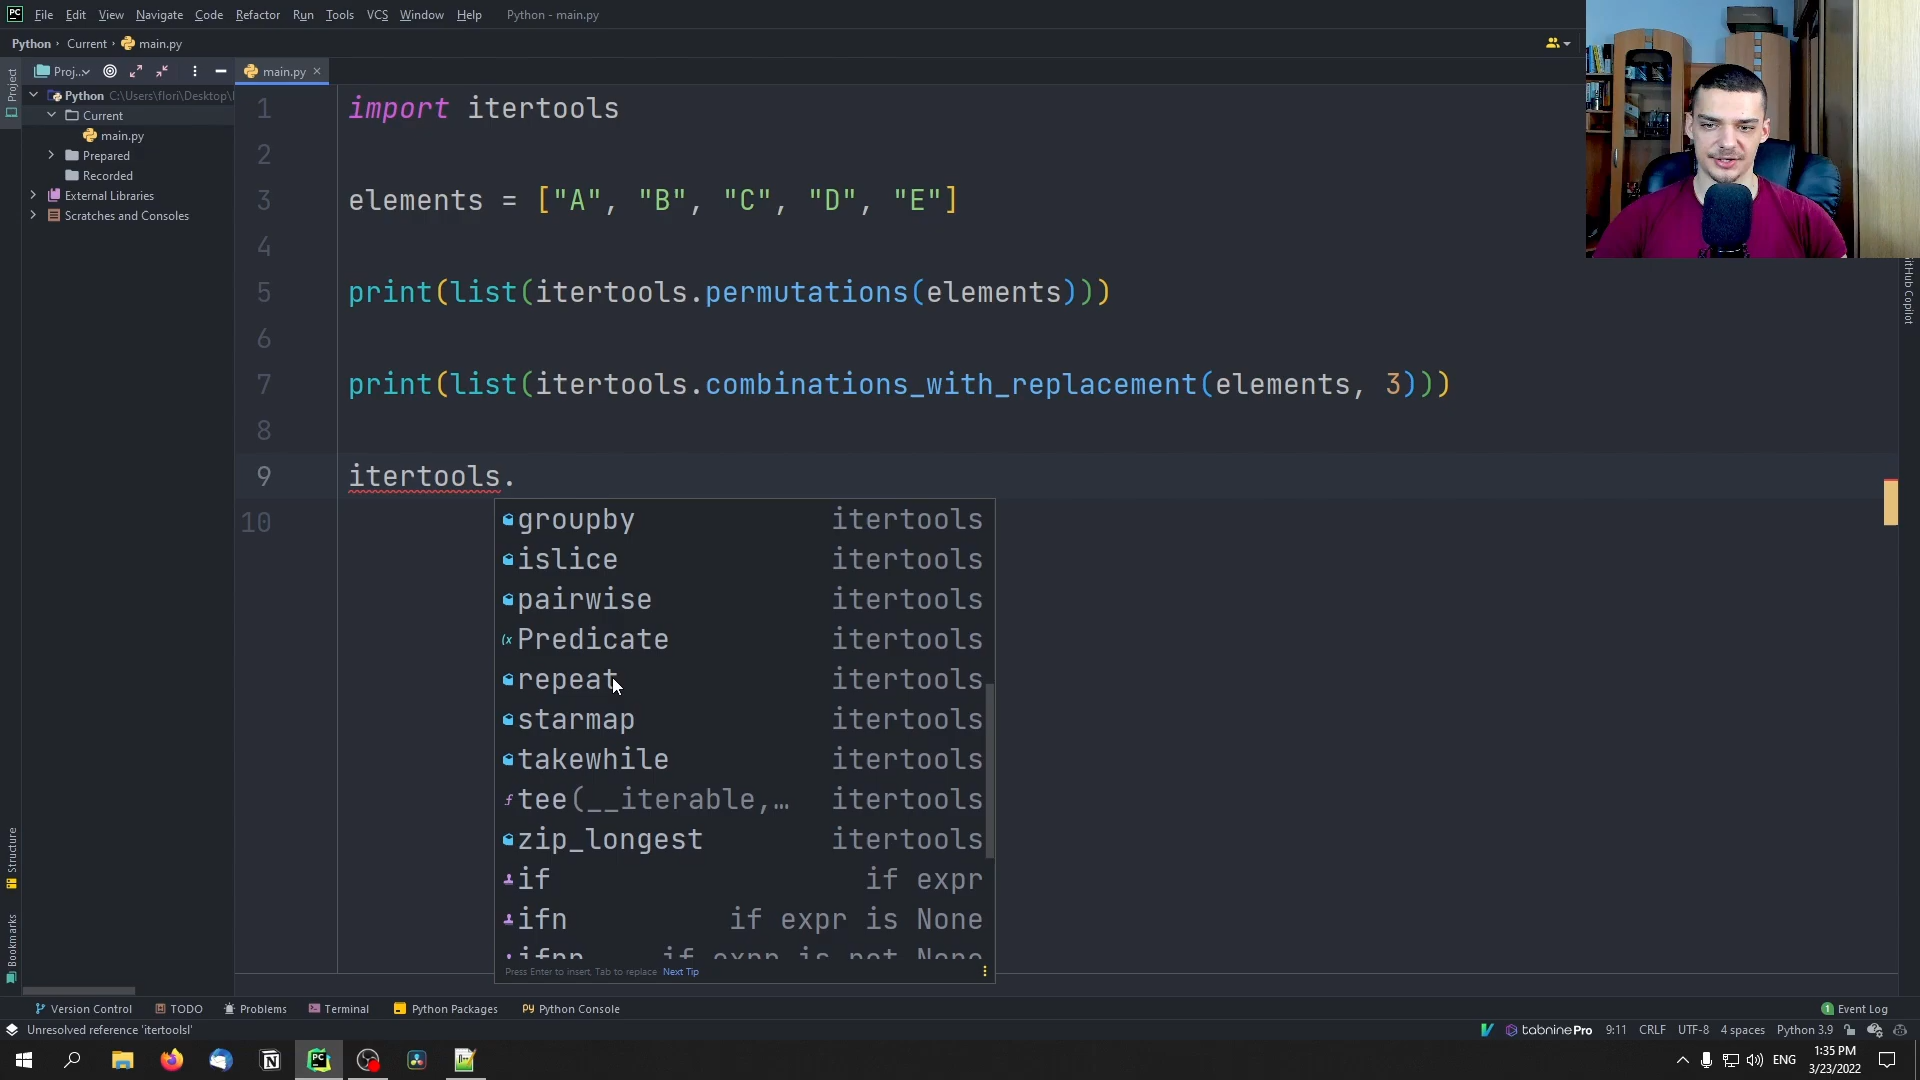 File Edit View Navigate Code Refactor Run Tools VCS Window Help Python - main.py
Python Current main.py
Proj... main.py
Project
Python C:\Users\flori\Desktop\
Current
main.py
Prepared
Recorded
External Libraries
Scratches and Consoles
1 import itertools
2
3 elements = ["A", "B", "C", "D", "E"]
4
5 print(list(itertools.permutations(elements)))
6
7 print(list(itertools.combinations_with_replacement(elements, 3)))
8
9 itertools.
10
groupby itertools
islice itertools
pairwise itertools
Predicate itertools
repeat itertools
starmap itertools
takewhile itertools
tee(__iterable,… itertools
zip_longest itertools
if if expr
ifn if expr is None
ifnn if expr is not None
Press Enter to insert, Tab to replace Next Tip
GitHub Copilot
Structure
Bookmarks
Version Control TODO Problems Terminal Python Packages Python Console 1 Event Log
Unresolved reference 'itertoolsl' tabninePro 9:11 CRLF UTF-8 4 spaces Python 3.9
ENG 1:35 PM
3/23/2022